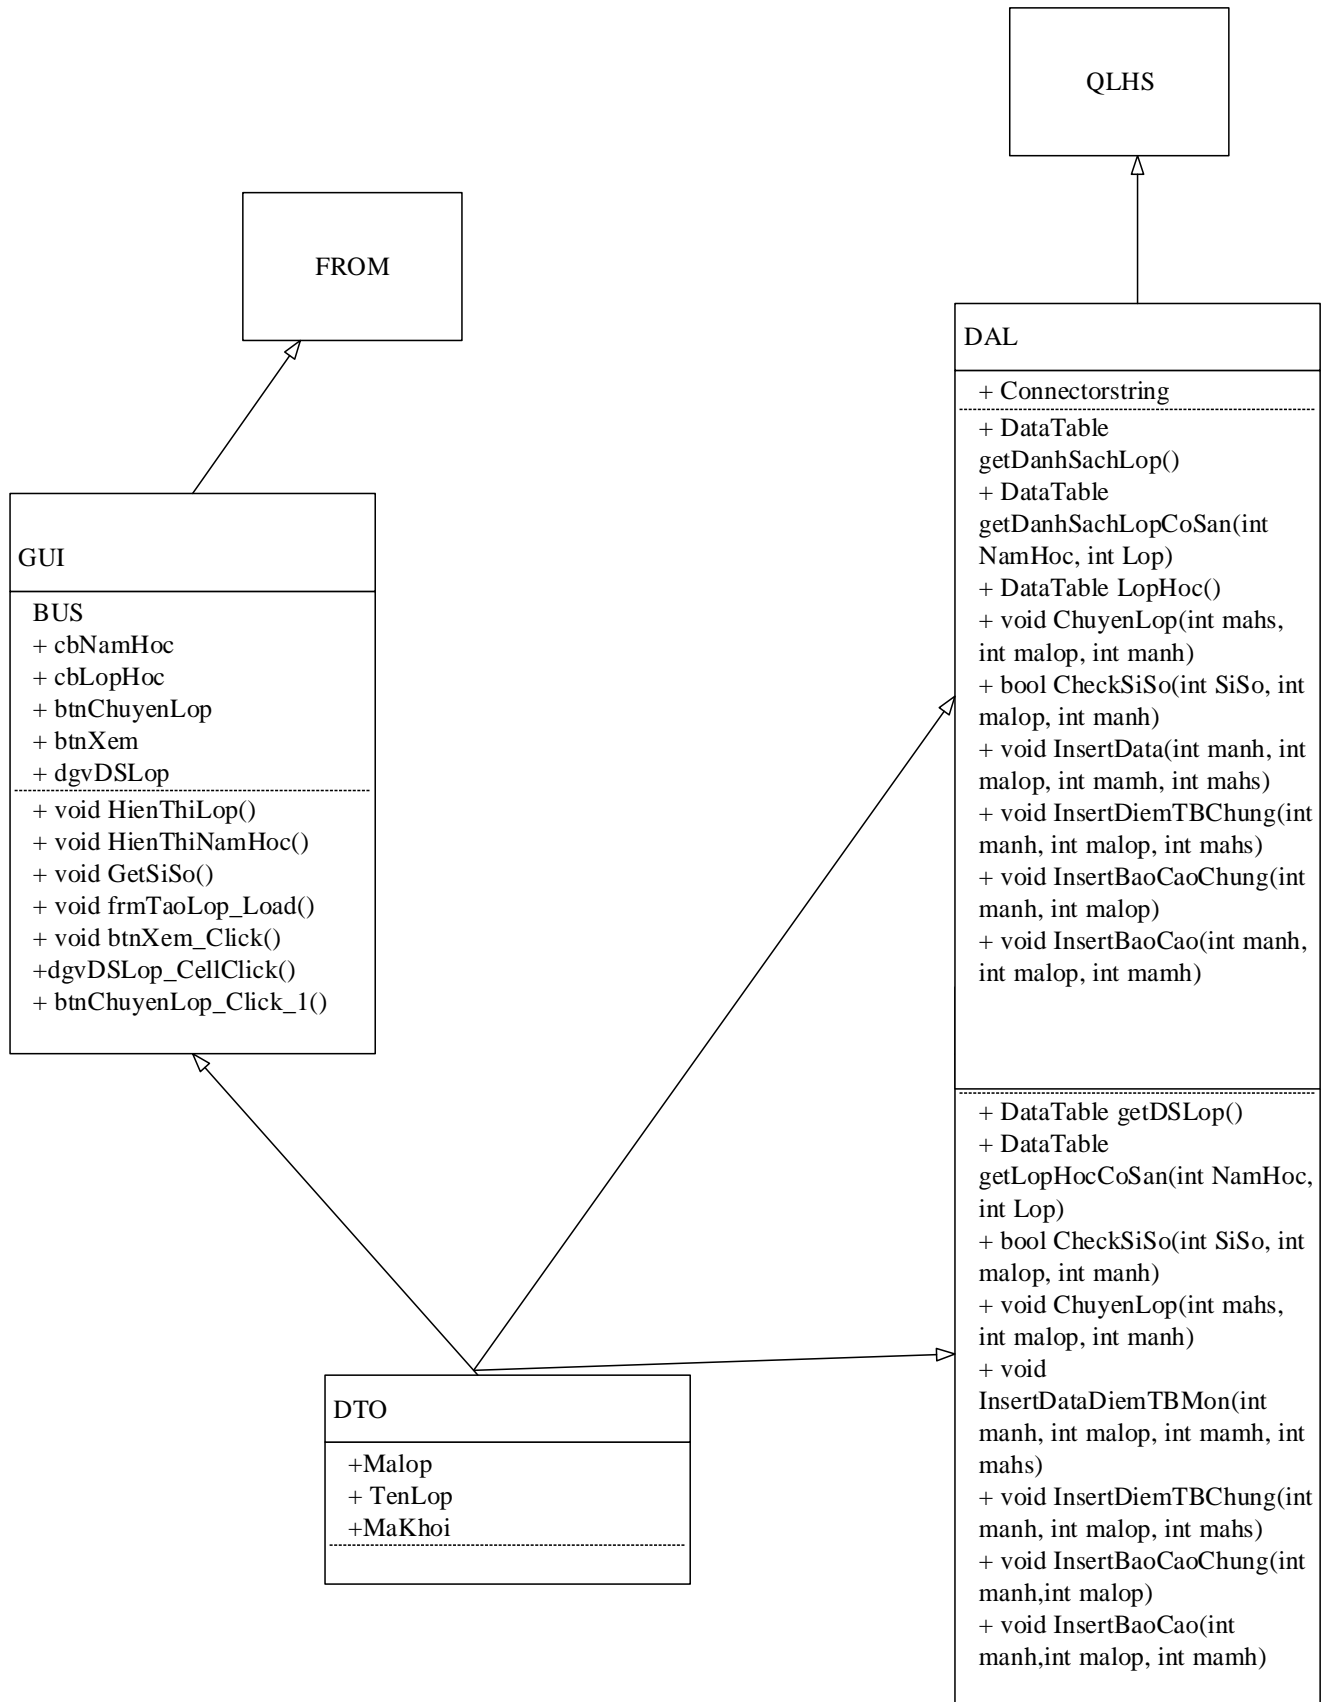 QLHS
FROM
GUI
BUS
+ cbNamHoc
+ cbLopHoc
+ btnChuyenLop
+ btnXem
+ dgvDSLop
+ void HienThiLop()
+ void HienThiNamHoc()
+ void GetSiSo()
+ void frmTaoLop_Load()
+ void btnXem_Click()
+dgvDSLop_CellClick()
+ btnChuyenLop_Click_1()
DAL
+ Connectorstring
+ DataTable
getDanhSachLop()
+ DataTable
getDanhSachLopCoSan(int
NamHoc, int Lop)
+ DataTable LopHoc()
+ void ChuyenLop(int mahs,
int malop, int manh)
+ bool CheckSiSo(int SiSo, int
malop, int manh)
+ void InsertData(int manh, int
malop, int mamh, int mahs)
+ void InsertDiemTBChung(int
manh, int malop, int mahs)
+ void InsertBaoCaoChung(int
manh, int malop)
+ void InsertBaoCao(int manh,
int malop, int mamh)
+ DataTable getDSLop()
+ DataTable
getLopHocCoSan(int NamHoc,
int Lop)
+ bool CheckSiSo(int SiSo, int
malop, int manh)
+ void ChuyenLop(int mahs,
int malop, int manh)
+ void
InsertDataDiemTBMon(int
manh, int malop, int mamh, int
mahs)
+ void InsertDiemTBChung(int
manh, int malop, int mahs)
+ void InsertBaoCaoChung(int
manh,int malop)
+ void InsertBaoCao(int
manh,int malop, int mamh)
DTO
+Malop
+ TenLop
+MaKhoi